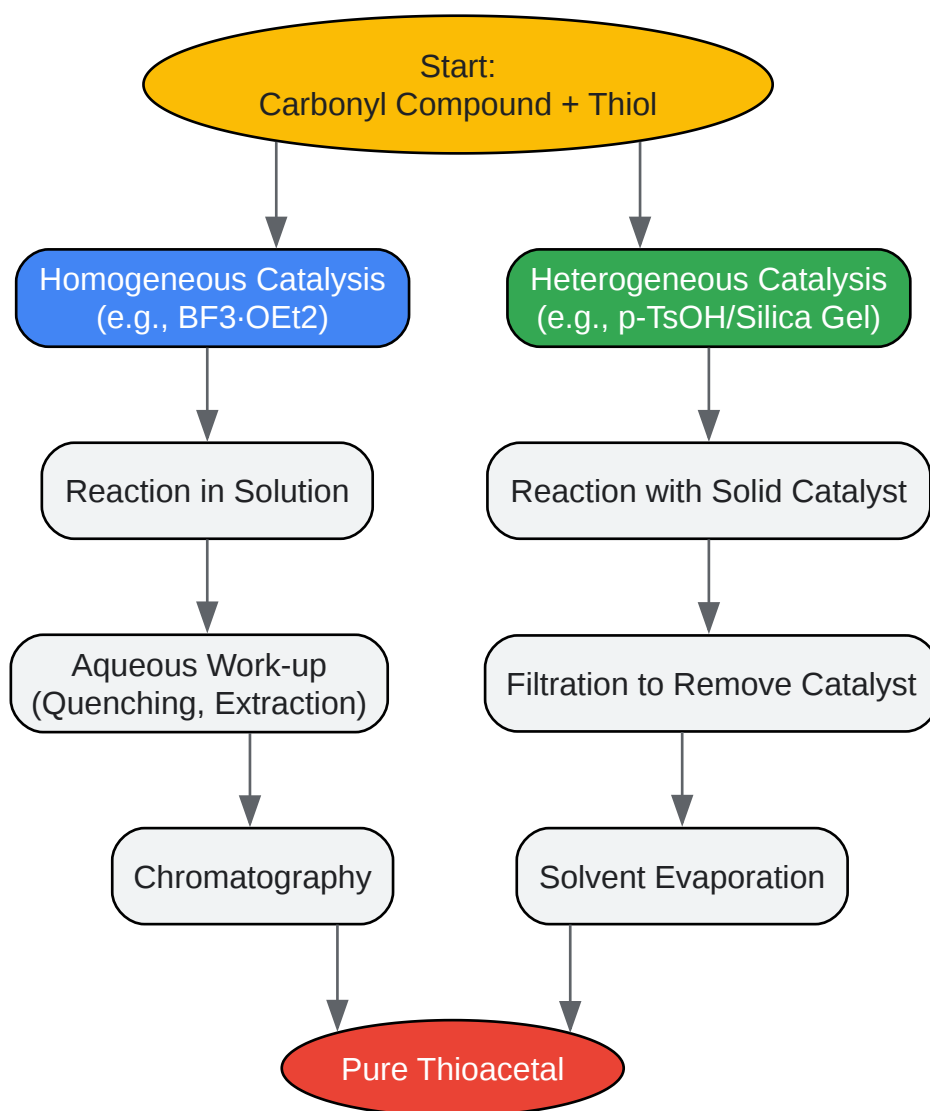 Start:
Carbonyl Compound + Thiol
Homogeneous Catalysis
(e.g., BF3·OEt2)
Heterogeneous Catalysis
(e.g., p-TsOH/Silica Gel)
Reaction in Solution
Reaction with Solid Catalyst
Aqueous Work-up
(Quenching, Extraction)
Filtration to Remove Catalyst
Chromatography
Solvent Evaporation
Pure Thioacetal